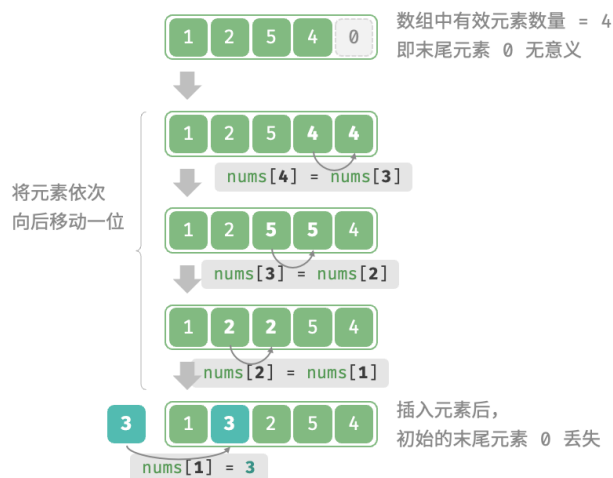 1 2 5 4 0
数组中有效元素数量 = 4
即末尾元素 0 无意义
1 2 5 4 4
nums[4] = nums[3]
将元素依次
向后移动一位
1 2 5 5 4
nums[3] = nums[2]
1 2 2 5 4
nums[2] = nums[1]
3
1 3 2 5 4
插入元素后，
初始的末尾元素 0 丢失
nums[1] = 3